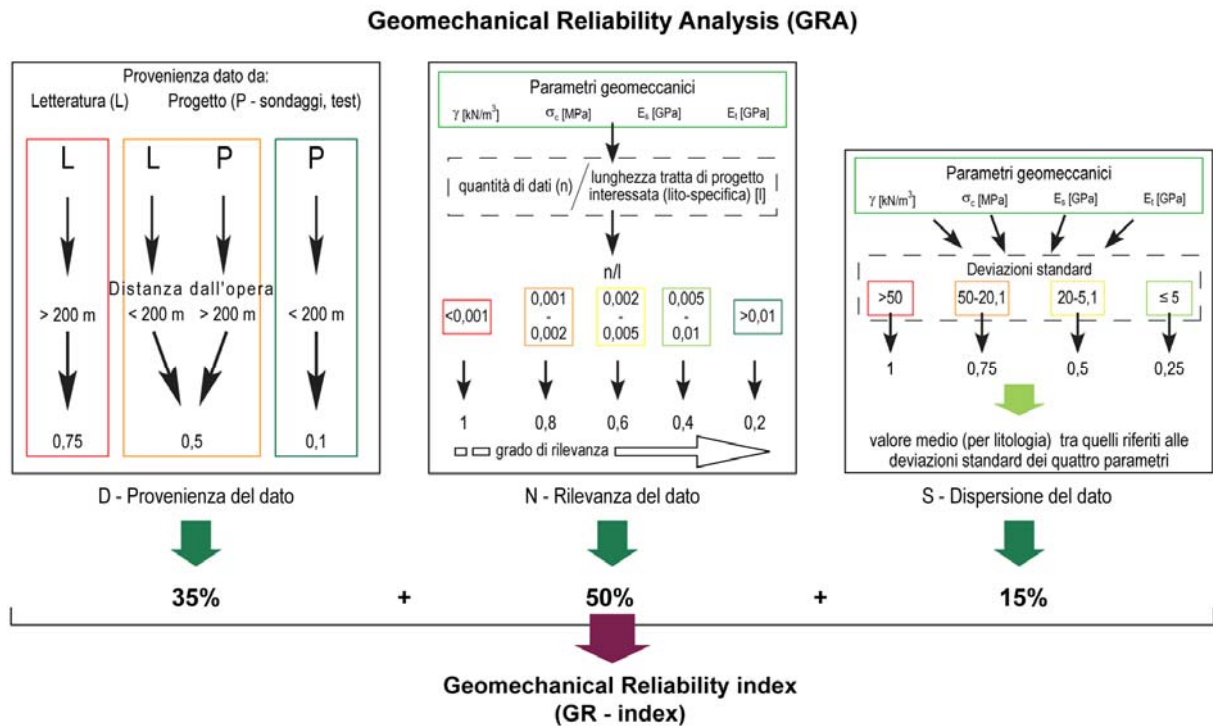 Geomechanical Reliability Analysis (GRA)
Provenienza dato da:
Letteratura (L) Progetto (P - sondaggi, test)
L L P P
Distanza dall'opera
> 200 m < 200 m > 200 m < 200 m
0,75 0,5 0,1
D - Provenienza del dato
Parametri geomeccanici
γ [kN/m³] σc [MPa] Es [GPa] Et [GPa]
quantità di dati (n) / lunghezza tratta di progetto
interessata (lito-specifica) [l]
n/l
<0,001
0,001
-
0,002
0,002
-
0,005
0,005
-
0,01
>0,01
1 0,8 0,6 0,4 0,2
grado di rilevanza
N - Rilevanza del dato
Parametri geomeccanici
γ [kN/m³] σc [MPa] Es [GPa] Et [GPa]
Deviazioni standard
>50 50-20,1 20-5,1 ≤ 5
1 0,75 0,5 0,25
valore medio (per litologia) tra quelli riferiti alle
deviazioni standard dei quattro parametri
S - Dispersione del dato
35% + 50% + 15%
Geomechanical Reliability index
(GR - index)